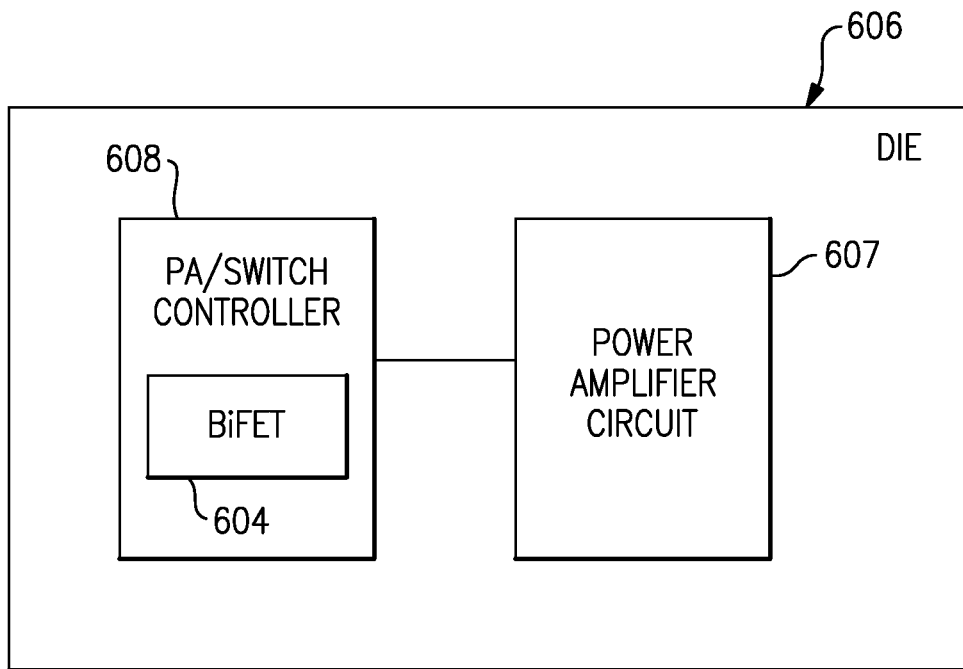 606
DIE
608
PA/SWITCH
CONTROLLER
607
POWER
AMPLIFIER
CIRCUIT
BiFET
604